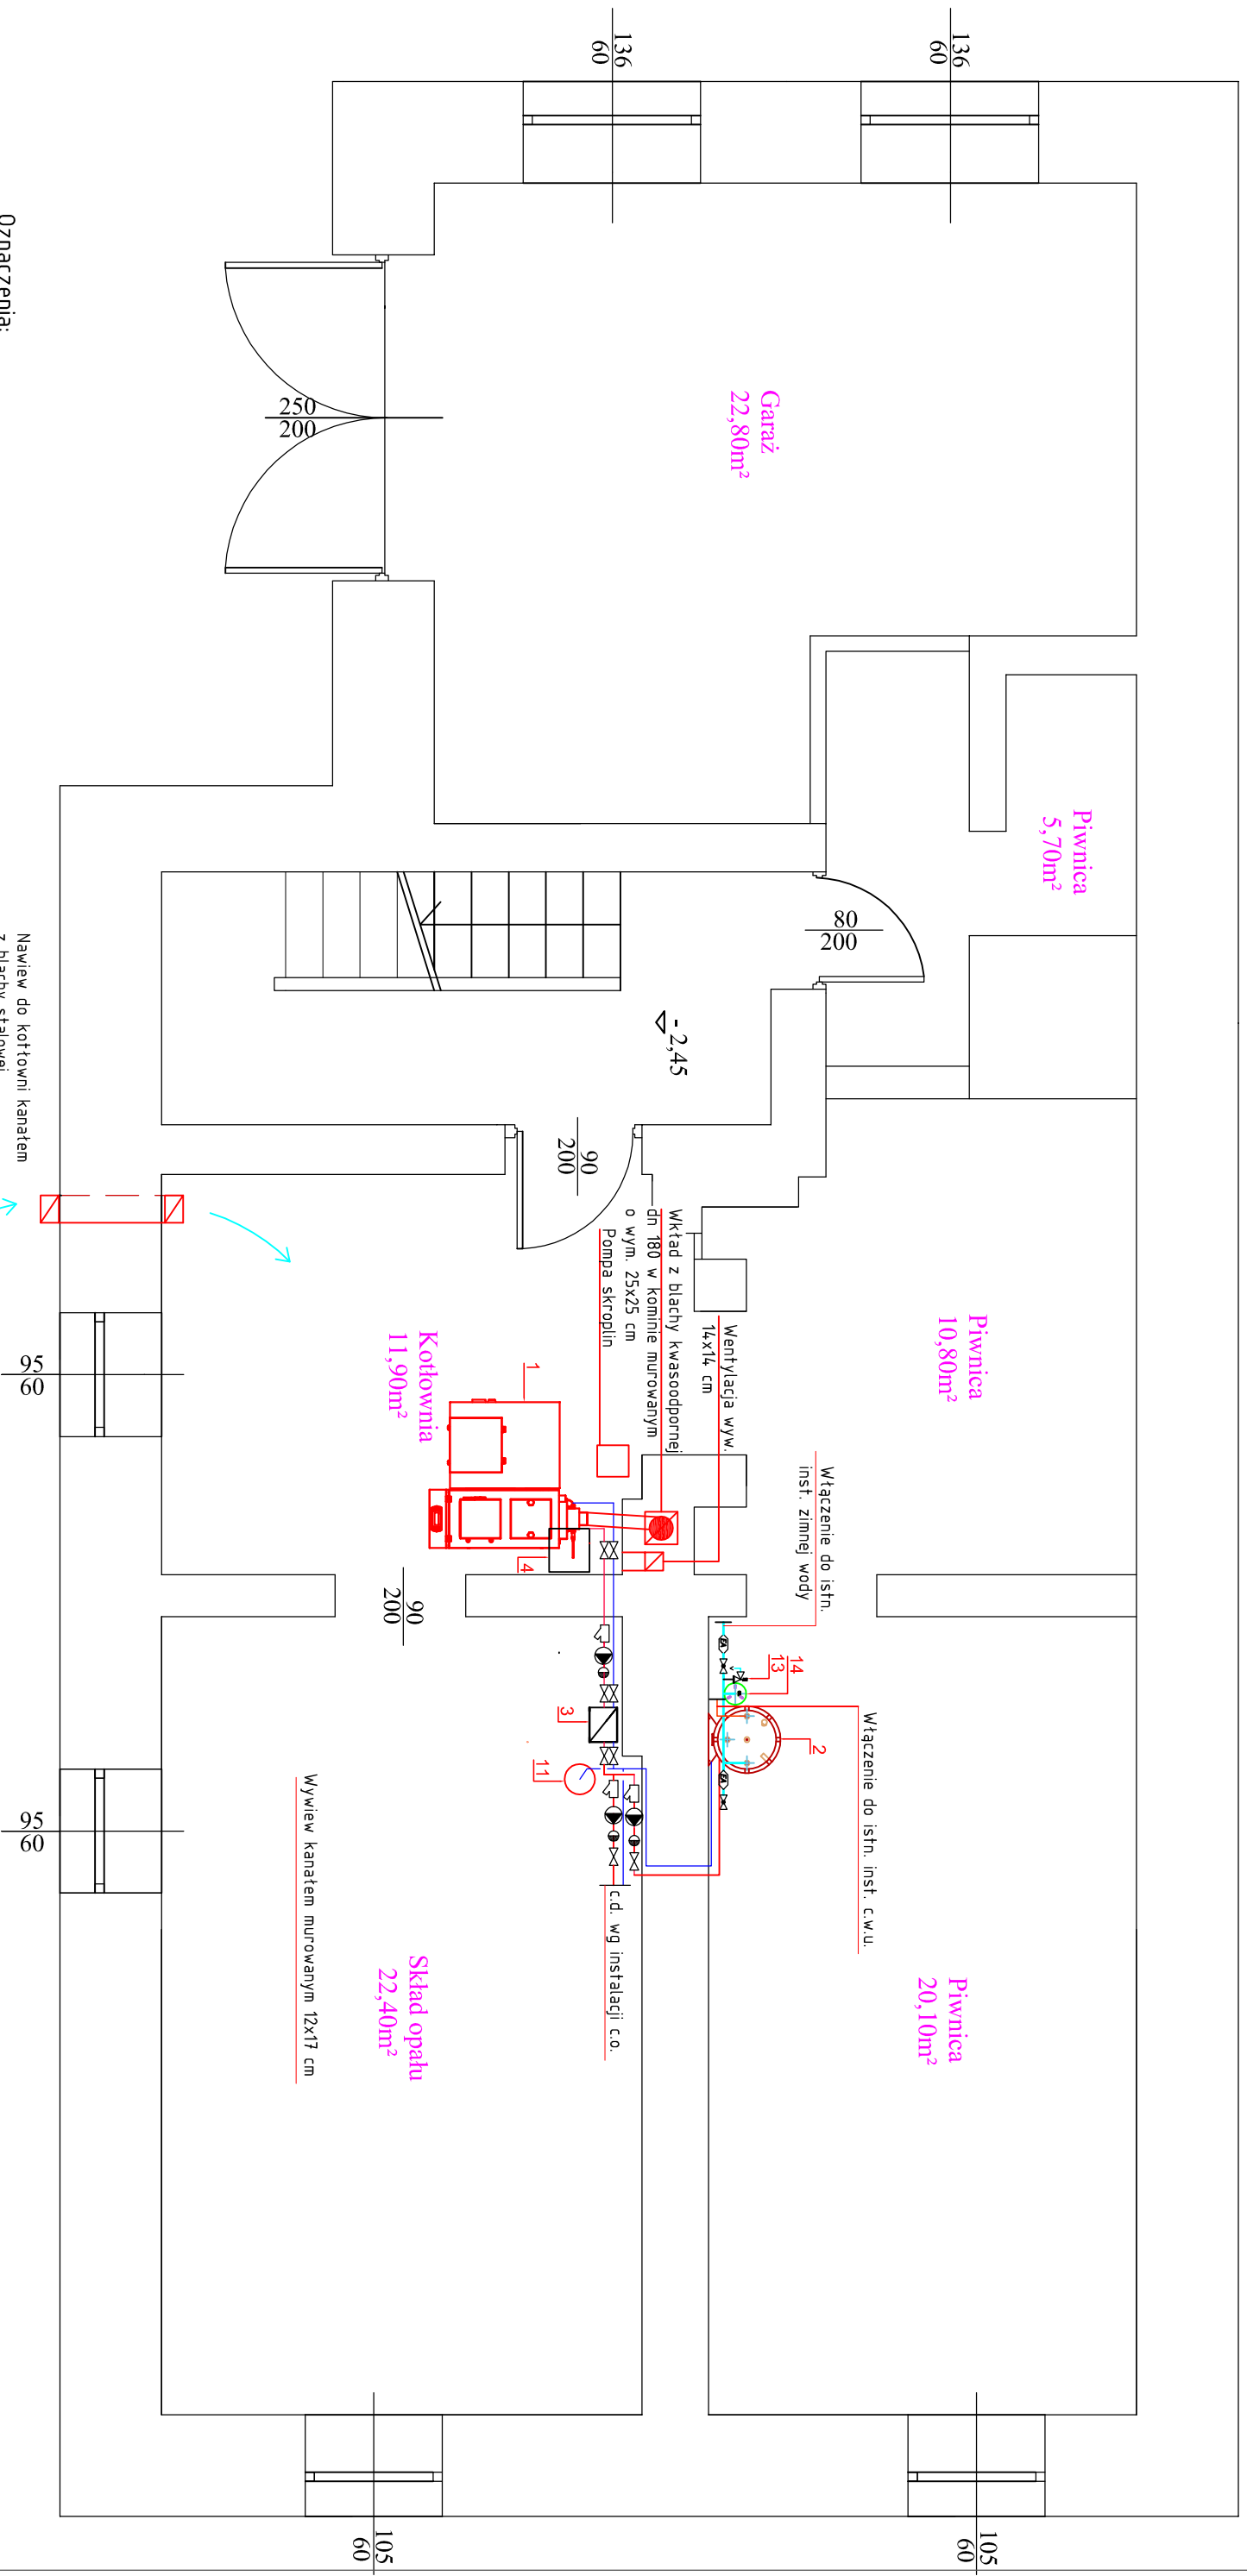 136
60
136
60
Garaż
22,80m²
250
200
Oznaczenia:
Piwnica
5,70m²
80
200
- 2,45
90
200
Nawiew do kotłowni kanałem
z blachy stalowej
Wkład z blachy kwasoodpornej
dn 180 w kominie murowanym
o wym. 25x25 cm
Pompa skroplin
Wentylacja wyw.
14x14 cm
Piwnica
10,80m²
Kotłownia
11,90m²
95
60
1
4
Włączenie do istn.
inst. zimnej wody
90
200
EA
14
13
3
2
11
EA
Włączenie do istn. inst. c.w.u.
95
60
c.d. wg instalacji c.o.
Wywiew kanałem murowanym 12x17 cm
Skład opału
22,40m²
Piwnica
20,10m²
105
60
105
60